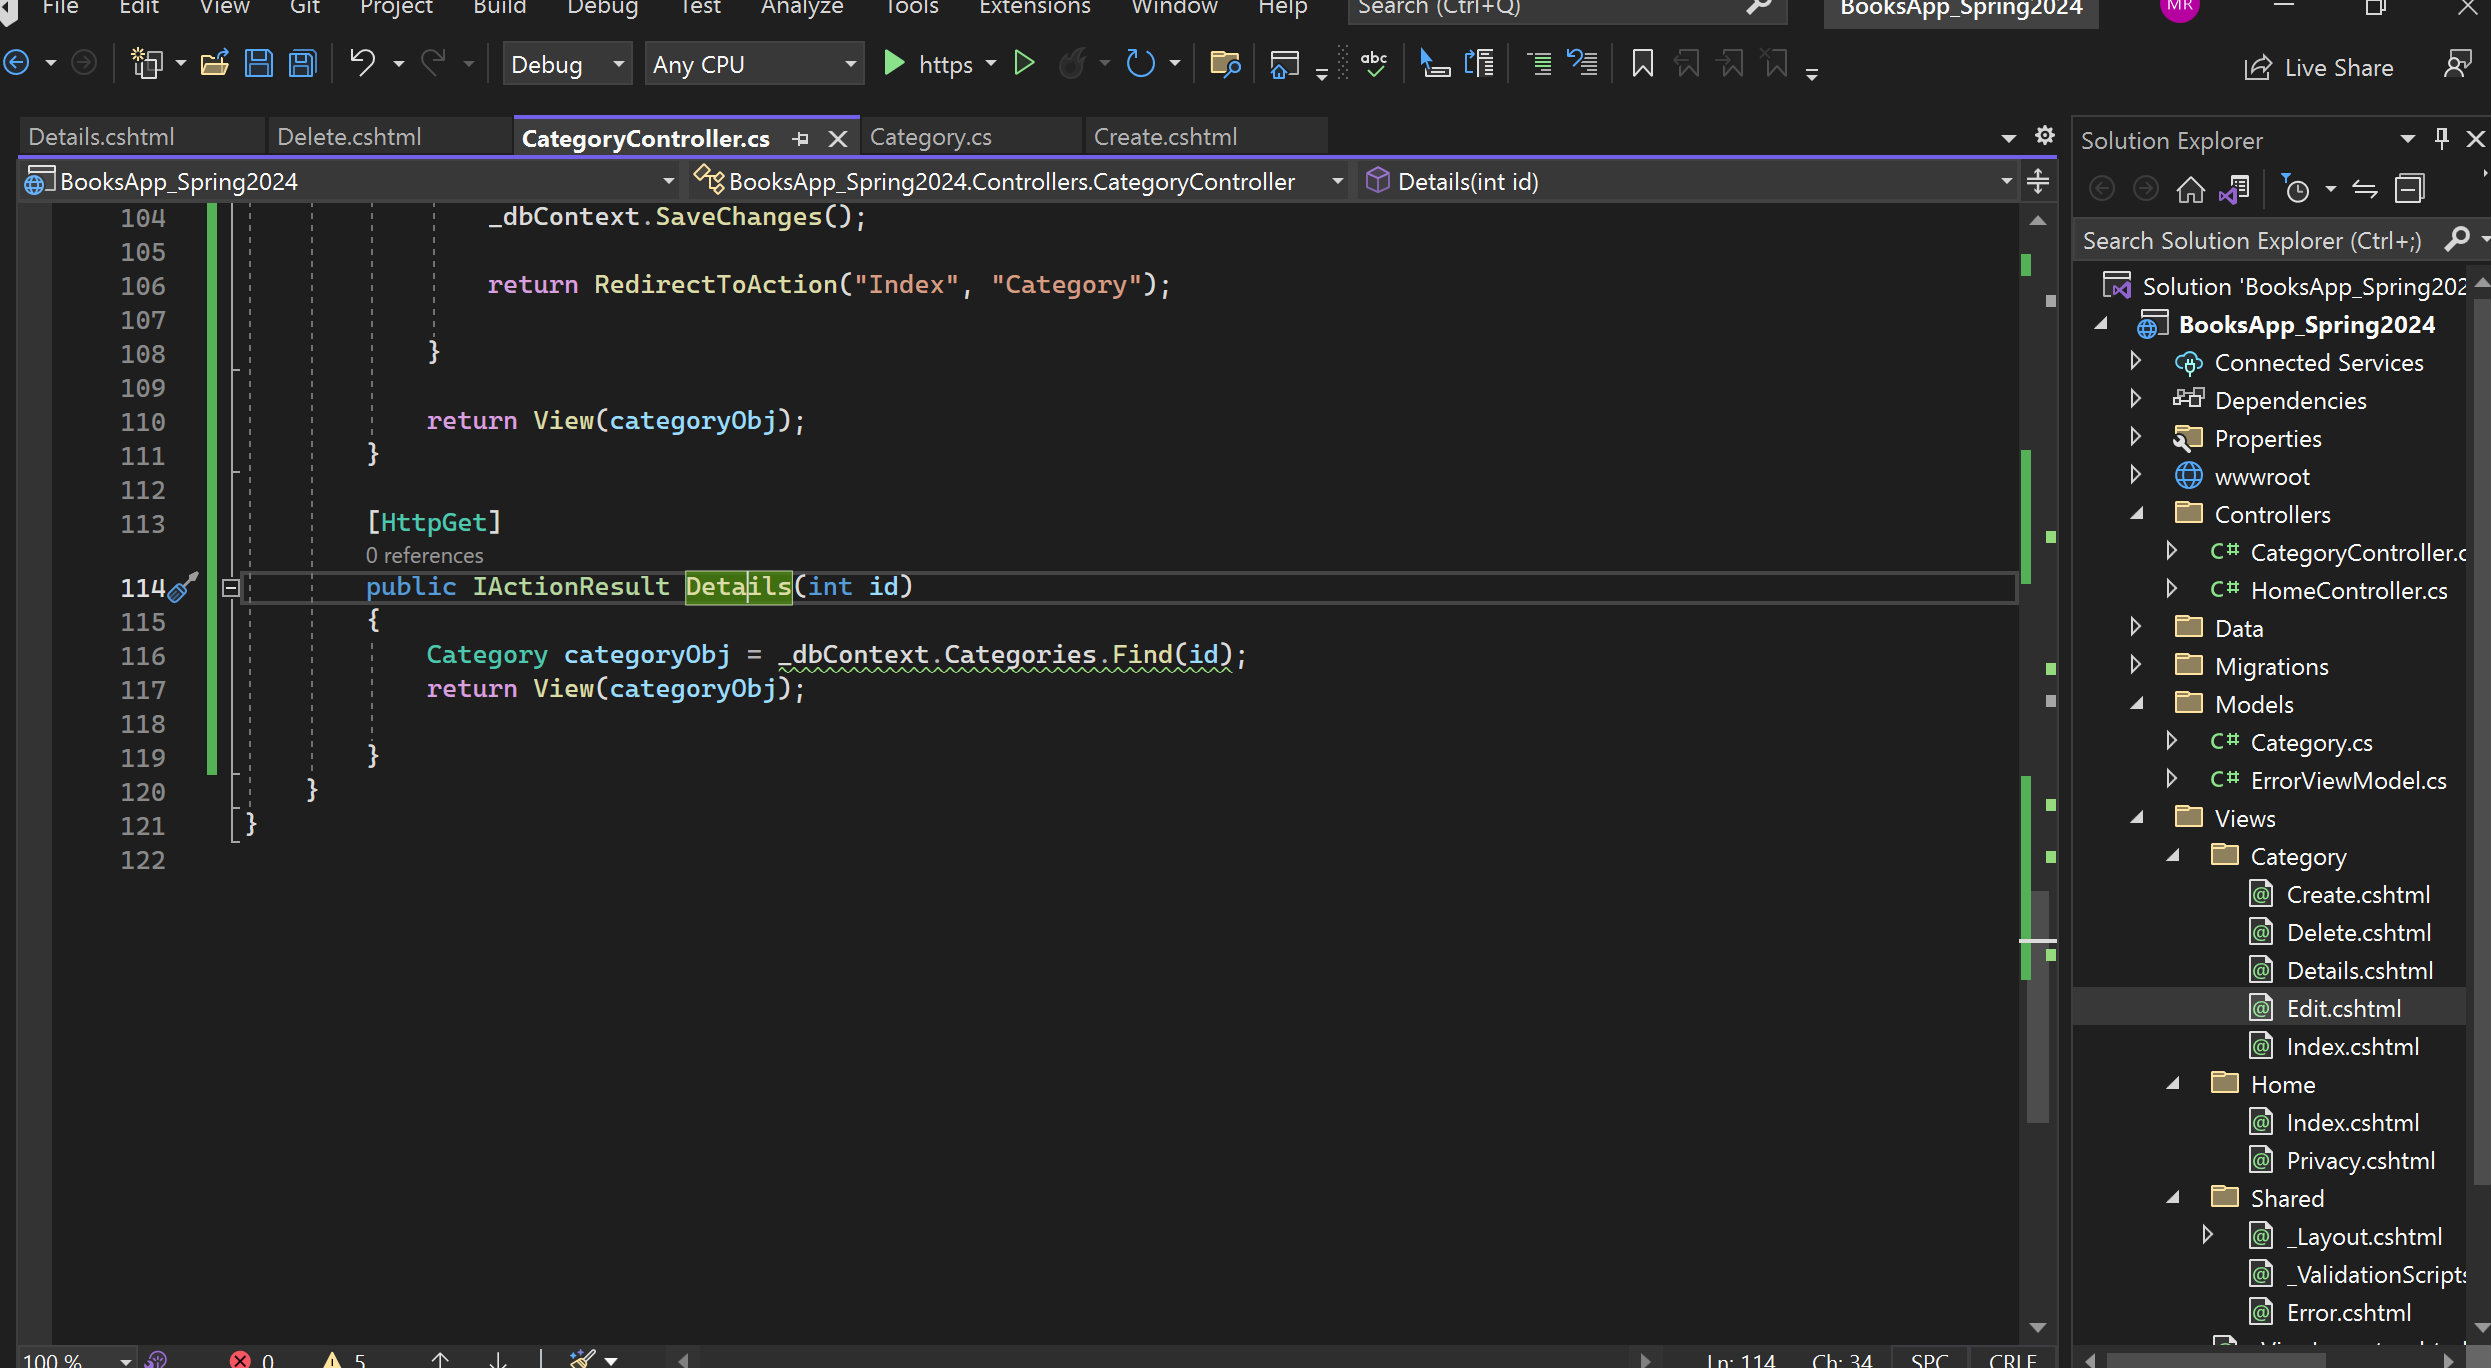 File Edit View Git Project Build Debug Test Analyze Tools Extensions Window Help Search (Ctrl+Q) BooksApp_Spring2024 MR
Debug Any CPU https abc Live Share
Details.cshtml Delete.cshtml CategoryController.cs Category.cs Create.cshtml
BooksApp_Spring2024 BooksApp_Spring2024.Controllers.CategoryController Details(int id)
104 _dbContext.SaveChanges();
105
106 return RedirectToAction("Index", "Category");
107
108 }
109
110 return View(categoryObj);
111 }
112
113 [HttpGet]
0 references
114 public IActionResult Details(int id)
115 {
116 Category categoryObj = _dbContext.Categories.Find(id);
117 return View(categoryObj);
118
119 }
120 }
121 }
122
100 % 0 5 Ln: 114 Ch: 34 SPC CRLF
Solution Explorer
Search Solution Explorer (Ctrl+;)
Solution 'BooksApp_Spring202
BooksApp_Spring2024
Connected Services
Dependencies
Properties
wwwroot
Controllers
C# CategoryController.c
C# HomeController.cs
Data
Migrations
Models
C# Category.cs
C# ErrorViewModel.cs
Views
Category
Create.cshtml
Delete.cshtml
Details.cshtml
Edit.cshtml
Index.cshtml
Home
Index.cshtml
Privacy.cshtml
Shared
_Layout.cshtml
_ValidationScripts
Error.cshtml